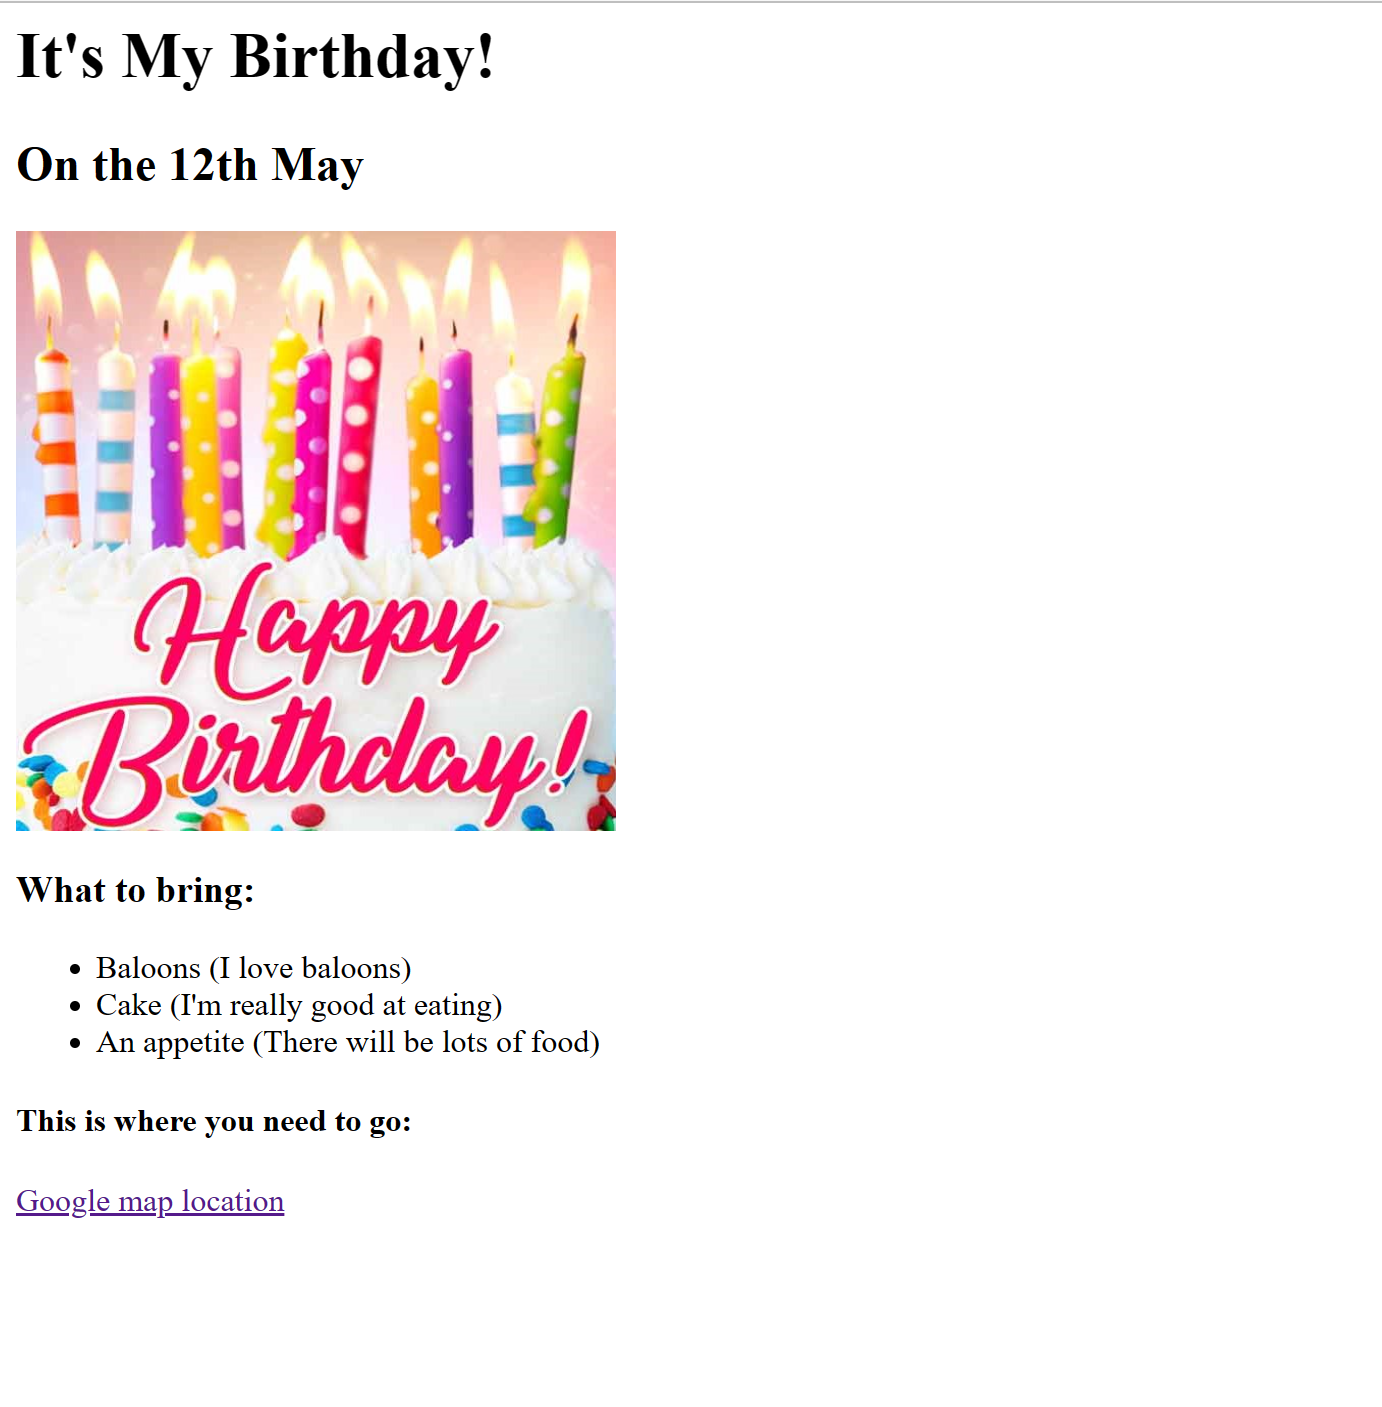 It's My Birthday!
On the 12th May
Happy
Birthday!
What to bring:
Baloons (I love baloons)
Cake (I'm really good at eating)
An appetite (There will be lots of food)
This is where you need to go:
Google map location